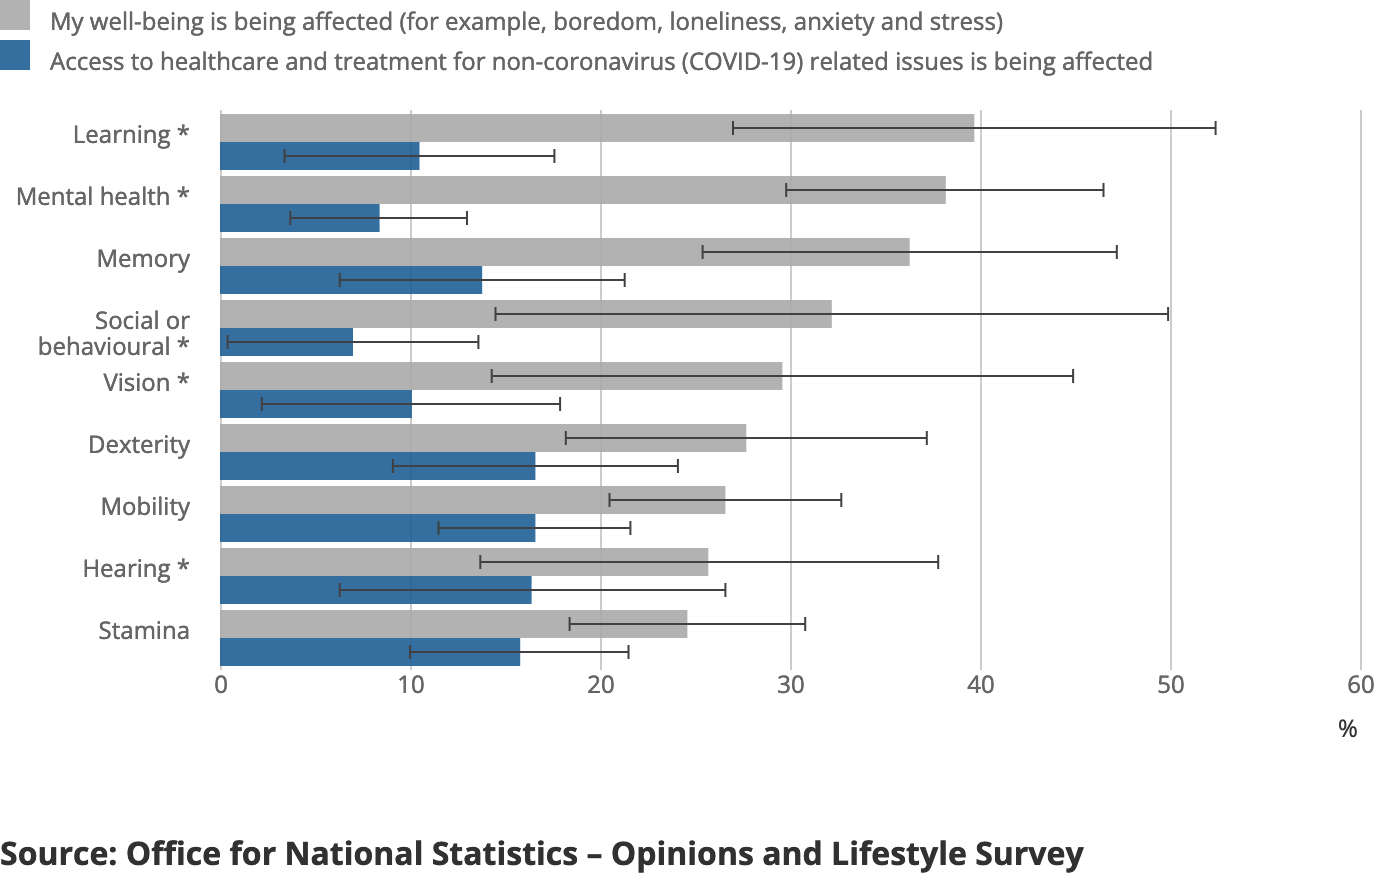 My well-being is being affected (for example, boredom, loneliness, anxiety and stress)
Access to healthcare and treatment for non-coronavirus (COVID-19) related issues is being affected
Learning *
Mental health *
Memory
Social or
behavioural *
Vision *
Dexterity
Mobility
Hearing *
Stamina
0 10 20 30 40 50 60
%
Source: Office for National Statistics – Opinions and Lifestyle Survey